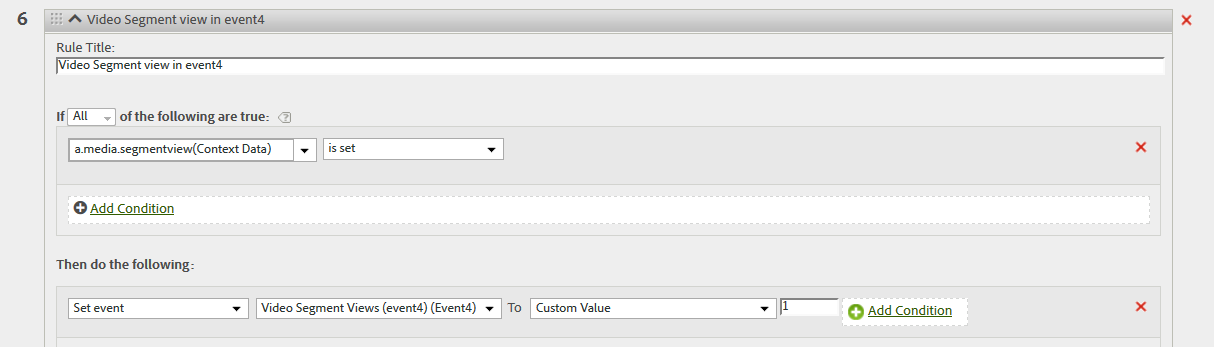 6 Video Segment view in event4
Rule Title:
Video Segment view in event4
If All of the following are true: ?
a.media.segmentview(Context Data) is set
Add Condition
Then do the following:
Set event Video Segment Views (event4) (Event4) To Custom Value 1 Add Condition